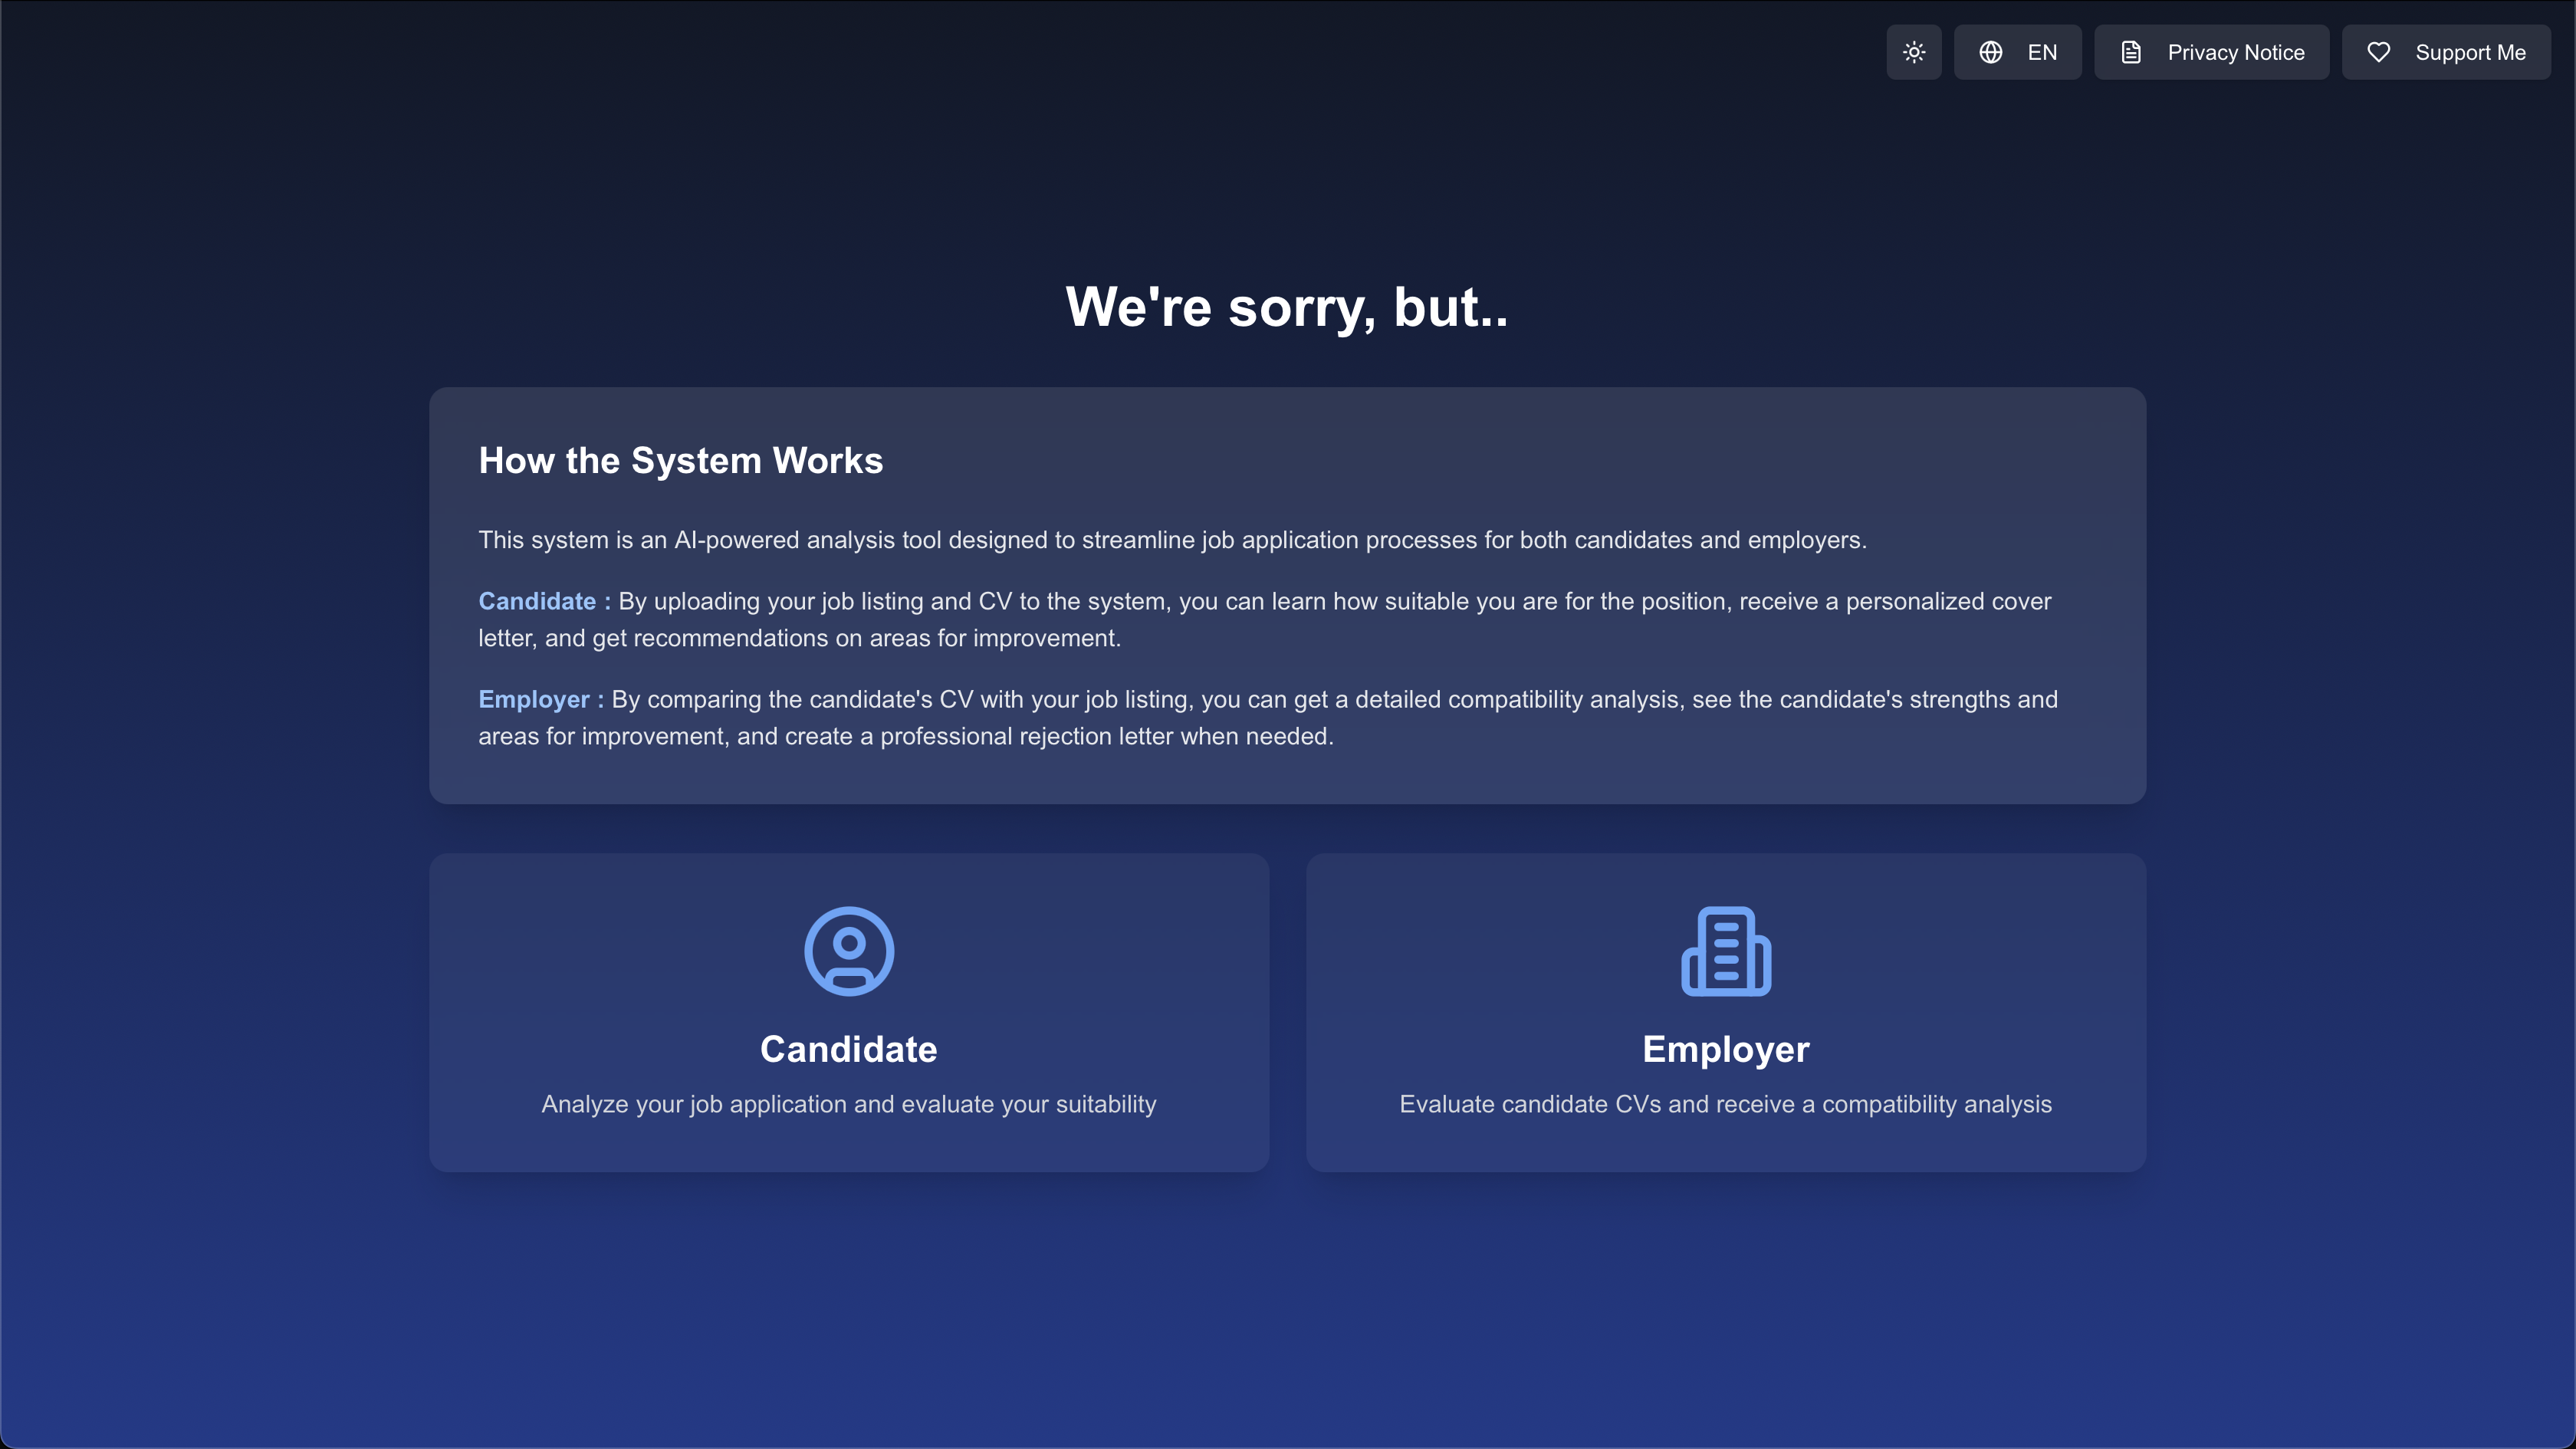 EN
Privacy Notice
Support Me
We're sorry, but..
How the System Works
This system is an AI-powered analysis tool designed to streamline job application processes for both candidates and employers.
Candidate : By uploading your job listing and CV to the system, you can learn how suitable you are for the position, receive a personalized cover
letter, and get recommendations on areas for improvement.
Employer : By comparing the candidate's CV with your job listing, you can get a detailed compatibility analysis, see the candidate's strengths and
areas for improvement, and create a professional rejection letter when needed.
Candidate
Analyze your job application and evaluate your suitability
Employer
Evaluate candidate CVs and receive a compatibility analysis